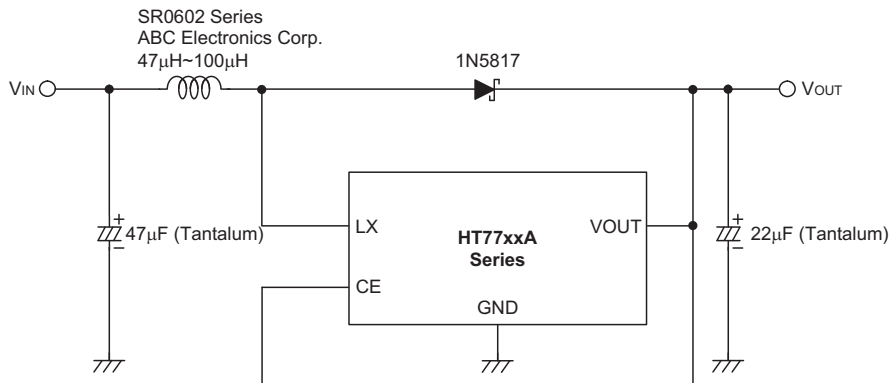 SR0602 Series
ABC Electronics Corp.
47μH~100μH
1N5817
VIN
VOUT
LX
VOUT
HT77xxA
Series
CE
GND
+
47μF (Tantalum)
−
+
22μF (Tantalum)
−